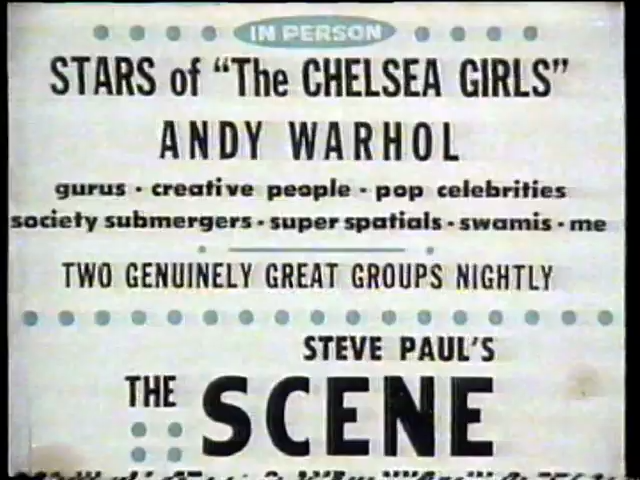 IN PERSON
STARS of "The CHELSEA GIRLS"
ANDY WARHOL
gurus · creative people · pop celebrities
society submergers · super spatials · swamis · me
TWO GENUINELY GREAT GROUPS NIGHTLY
STEVE PAUL'S
THE SCENE